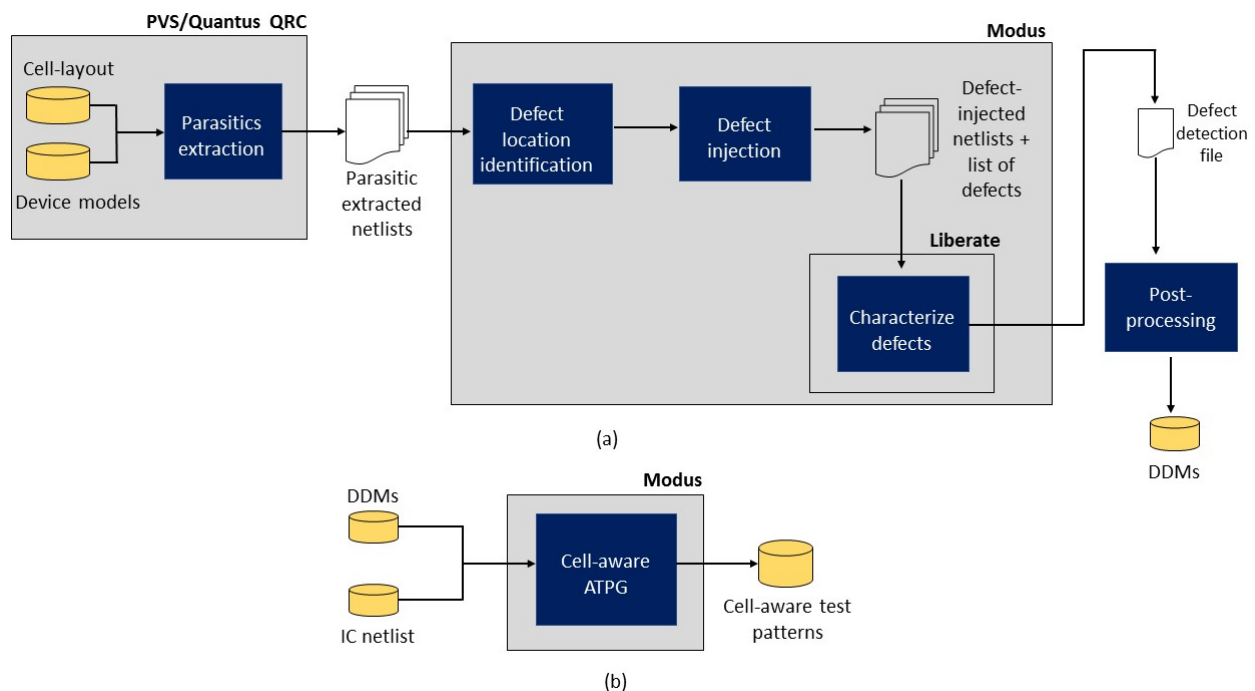 PVS/Quantus QRC
Cell-layout
Device models
Parasitics
extraction
Parasitic
extracted
netlists
Modus
Defect
location
identification
Defect
injection
Defect-
injected
netlists +
list of
defects
Liberate
Characterize
defects
Defect
detection
file
Post-
processing
DDMs
(a)
Modus
DDMs
IC netlist
Cell-aware
ATPG
Cell-aware test
patterns
(b)